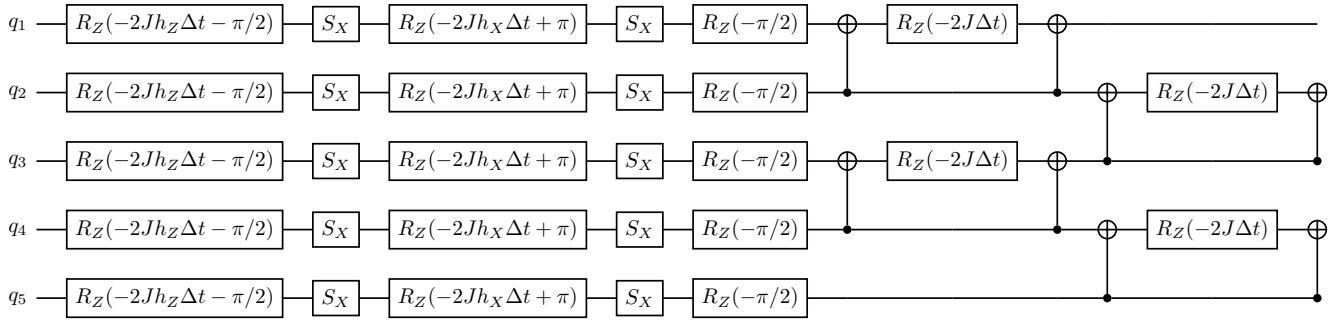 q₁ R_Z(−2Jh_ZΔt − π/2) S_X R_Z(−2Jh_XΔt + π) S_X R_Z(−π/2) R_Z(−2JΔt)
q₂ R_Z(−2Jh_ZΔt − π/2) S_X R_Z(−2Jh_XΔt + π) S_X R_Z(−π/2) R_Z(−2JΔt)
q₃ R_Z(−2Jh_ZΔt − π/2) S_X R_Z(−2Jh_XΔt + π) S_X R_Z(−π/2) R_Z(−2JΔt)
q₄ R_Z(−2Jh_ZΔt − π/2) S_X R_Z(−2Jh_XΔt + π) S_X R_Z(−π/2) R_Z(−2JΔt)
q₅ R_Z(−2Jh_ZΔt − π/2) S_X R_Z(−2Jh_XΔt + π) S_X R_Z(−π/2)